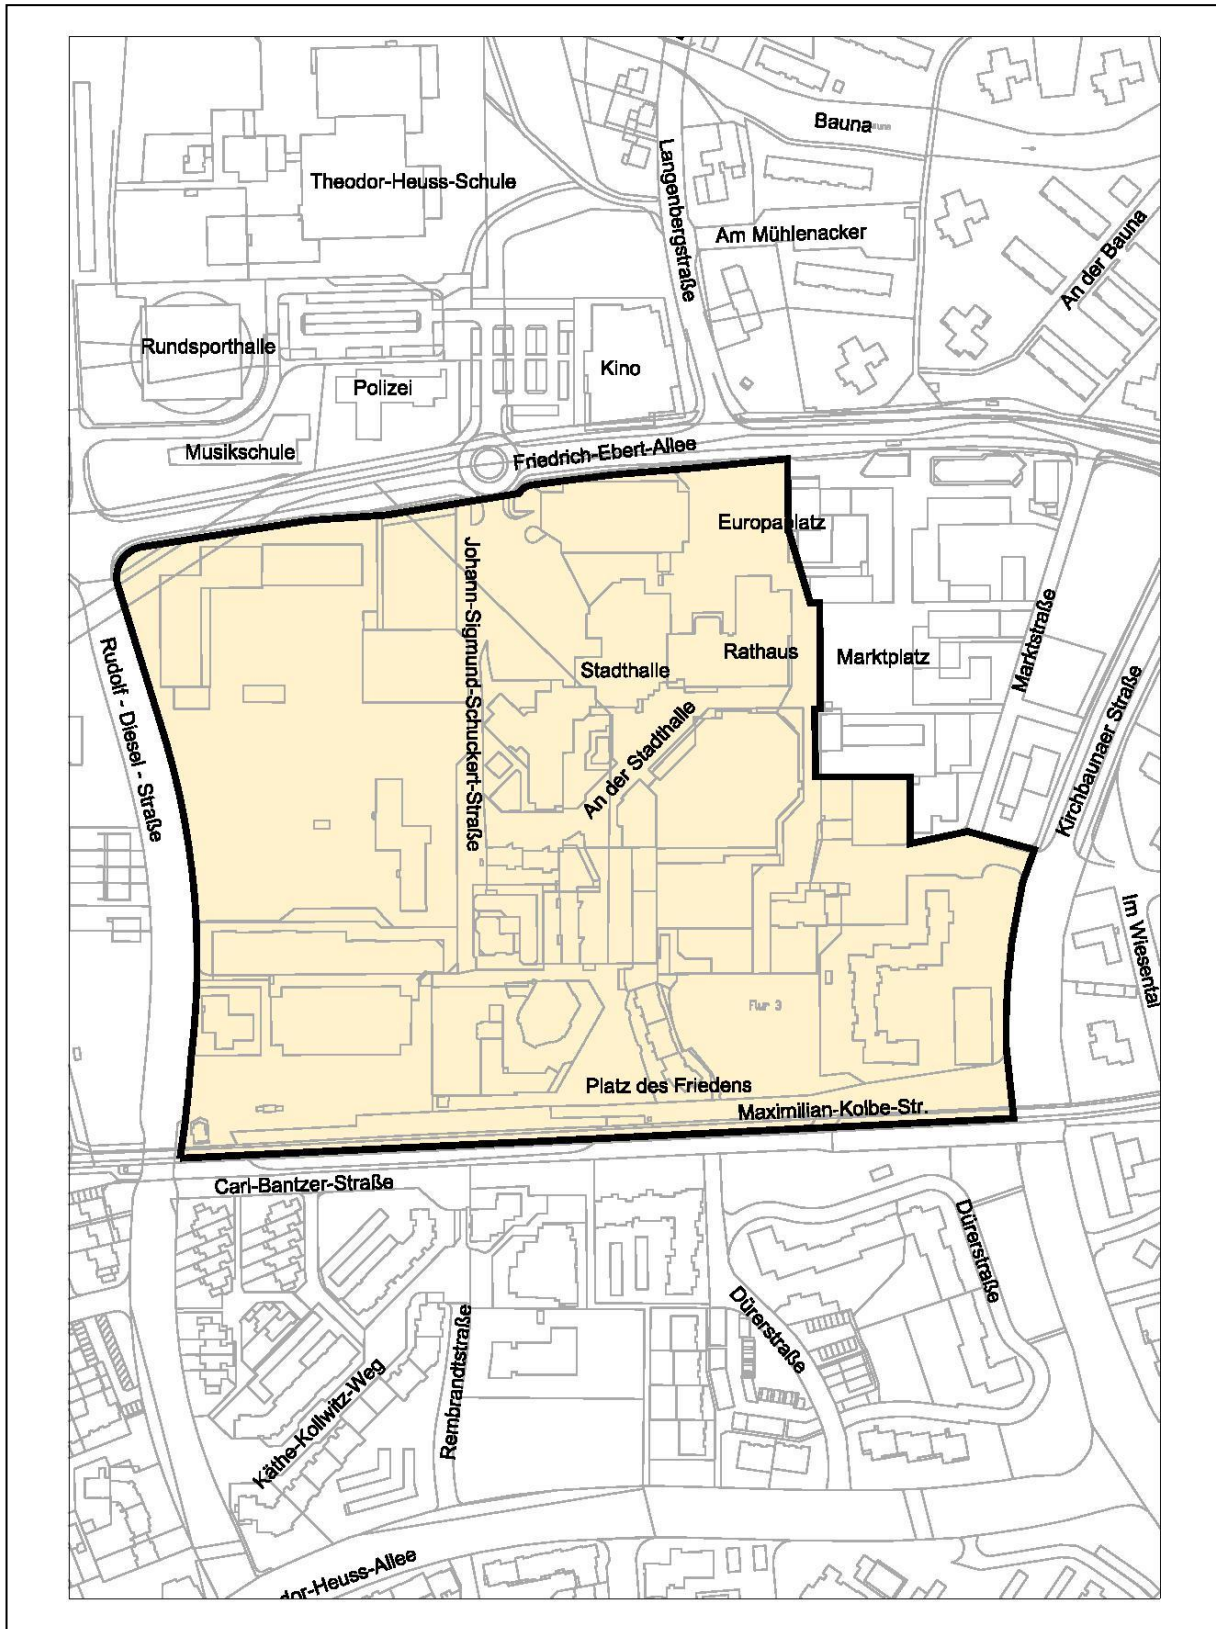 Bauna
Theodor-Heuss-Schule
Langenbergstraße
Am Mühlenacker
An der Bauna
Rundsporthalle
Kino
Polizei
Musikschule
Friedrich-Ebert-Allee
Europaplatz
Johann-Sigmund-Schuckert-Straße
Rudolf - Diesel - Straße
Stadthalle
Rathaus
Marktplatz
Marktstraße
Kirchbaunaer Straße
An der Stadthalle
Im Wiesental
Flur 3
Platz des Friedens
Maximilian-Kolbe-Str.
Carl-Bantzer-Straße
Dürerstraße
Dürerstraße
Rembrandtstraße
Käthe-Kollwitz-Weg
dor-Heuss-Allee